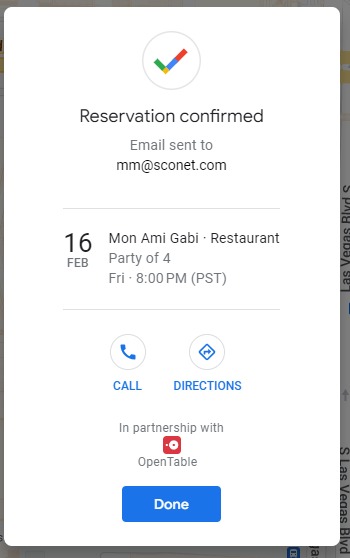 Reservation confirmed
Email sent to
mm@sconet.com
16
FEB
Mon Ami Gabi · Restaurant
Party of 4
Fri · 8:00 PM (PST)
CALL
DIRECTIONS
In partnership with
OpenTable
Done
Las Vegas Blvd S
S Las Vegas Blvd